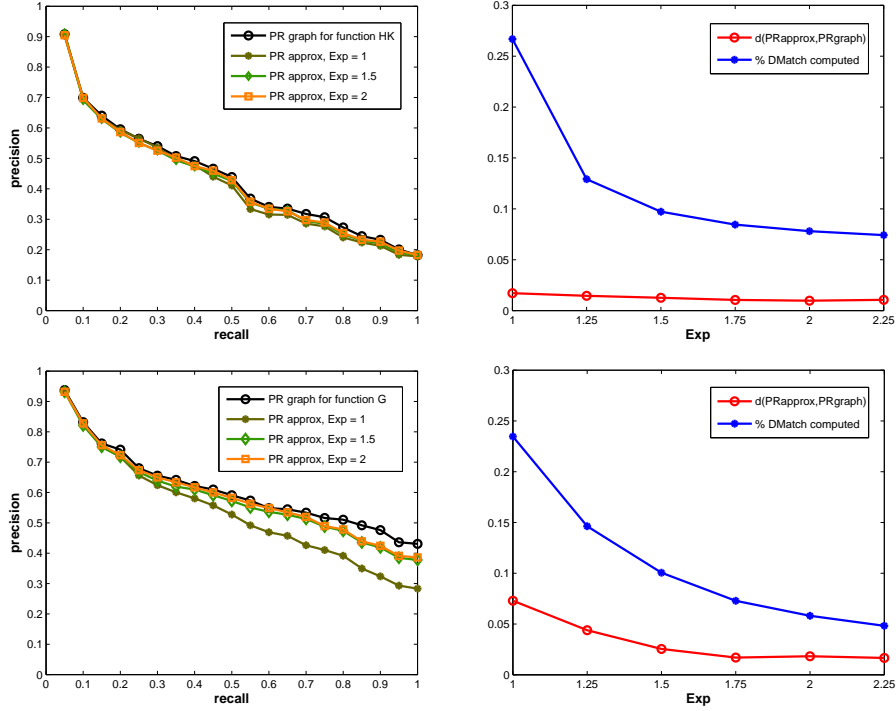 1
0.9
0.8
0.7
0.6
0.5
0.4
0.3
0.2
0.1
0
precision
PR graph for function HK
PR approx, Exp = 1
PR approx, Exp = 1.5
PR approx, Exp = 2
0 0.1 0.2 0.3 0.4 0.5 0.6 0.7 0.8 0.9 1
recall
0.3
0.25
0.2
0.15
0.1
0.05
0
d(PRapprox,PRgraph)
% DMatch computed
1 1.25 1.5 1.75 2 2.25
Exp
1
0.9
0.8
0.7
0.6
0.5
0.4
0.3
0.2
0.1
0
precision
PR graph for function G
PR approx, Exp = 1
PR approx, Exp = 1.5
PR approx, Exp = 2
0 0.1 0.2 0.3 0.4 0.5 0.6 0.7 0.8 0.9 1
recall
0.3
0.25
0.2
0.15
0.1
0.05
0
d(PRapprox,PRgraph)
% DMatch computed
1 1.25 1.5 1.75 2 2.25
Exp